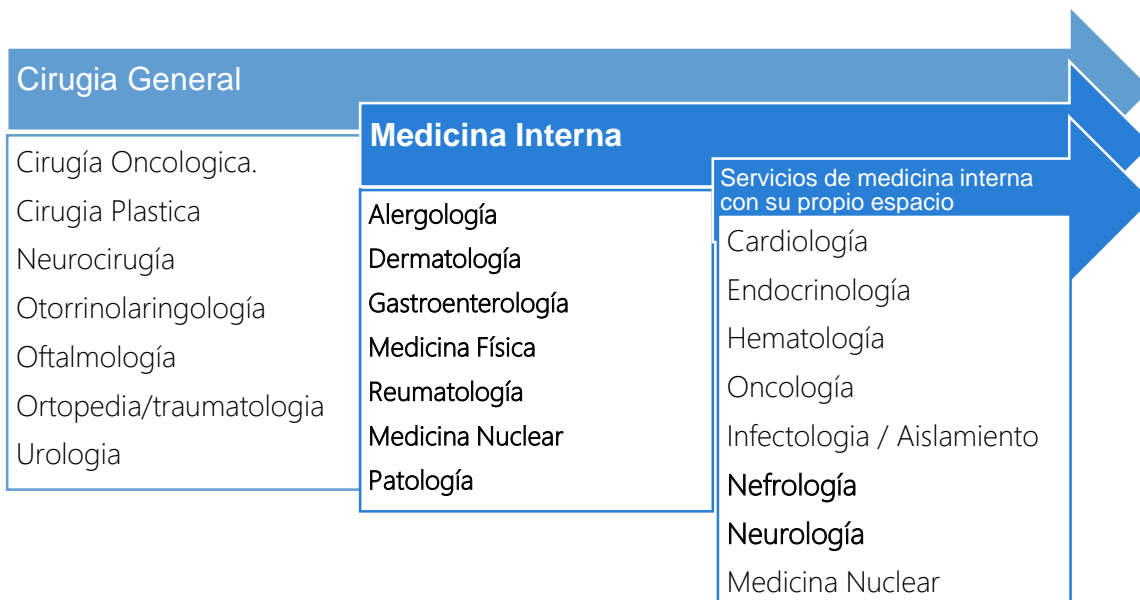 Cirugia General
Cirugía Oncologica.
Cirugia Plastica
Neurocirugía
Otorrinolaringología
Oftalmología
Ortopedia/traumatologia
Urologia
Medicina Interna
Alergología
Dermatología
Gastroenterología
Medicina Física
Reumatología
Medicina Nuclear
Patología
Servicios de medicina interna
con su propio espacio
Cardiología
Endocrinología
Hematología
Oncología
Infectologia / Aislamiento
Nefrología
Neurología
Medicina Nuclear